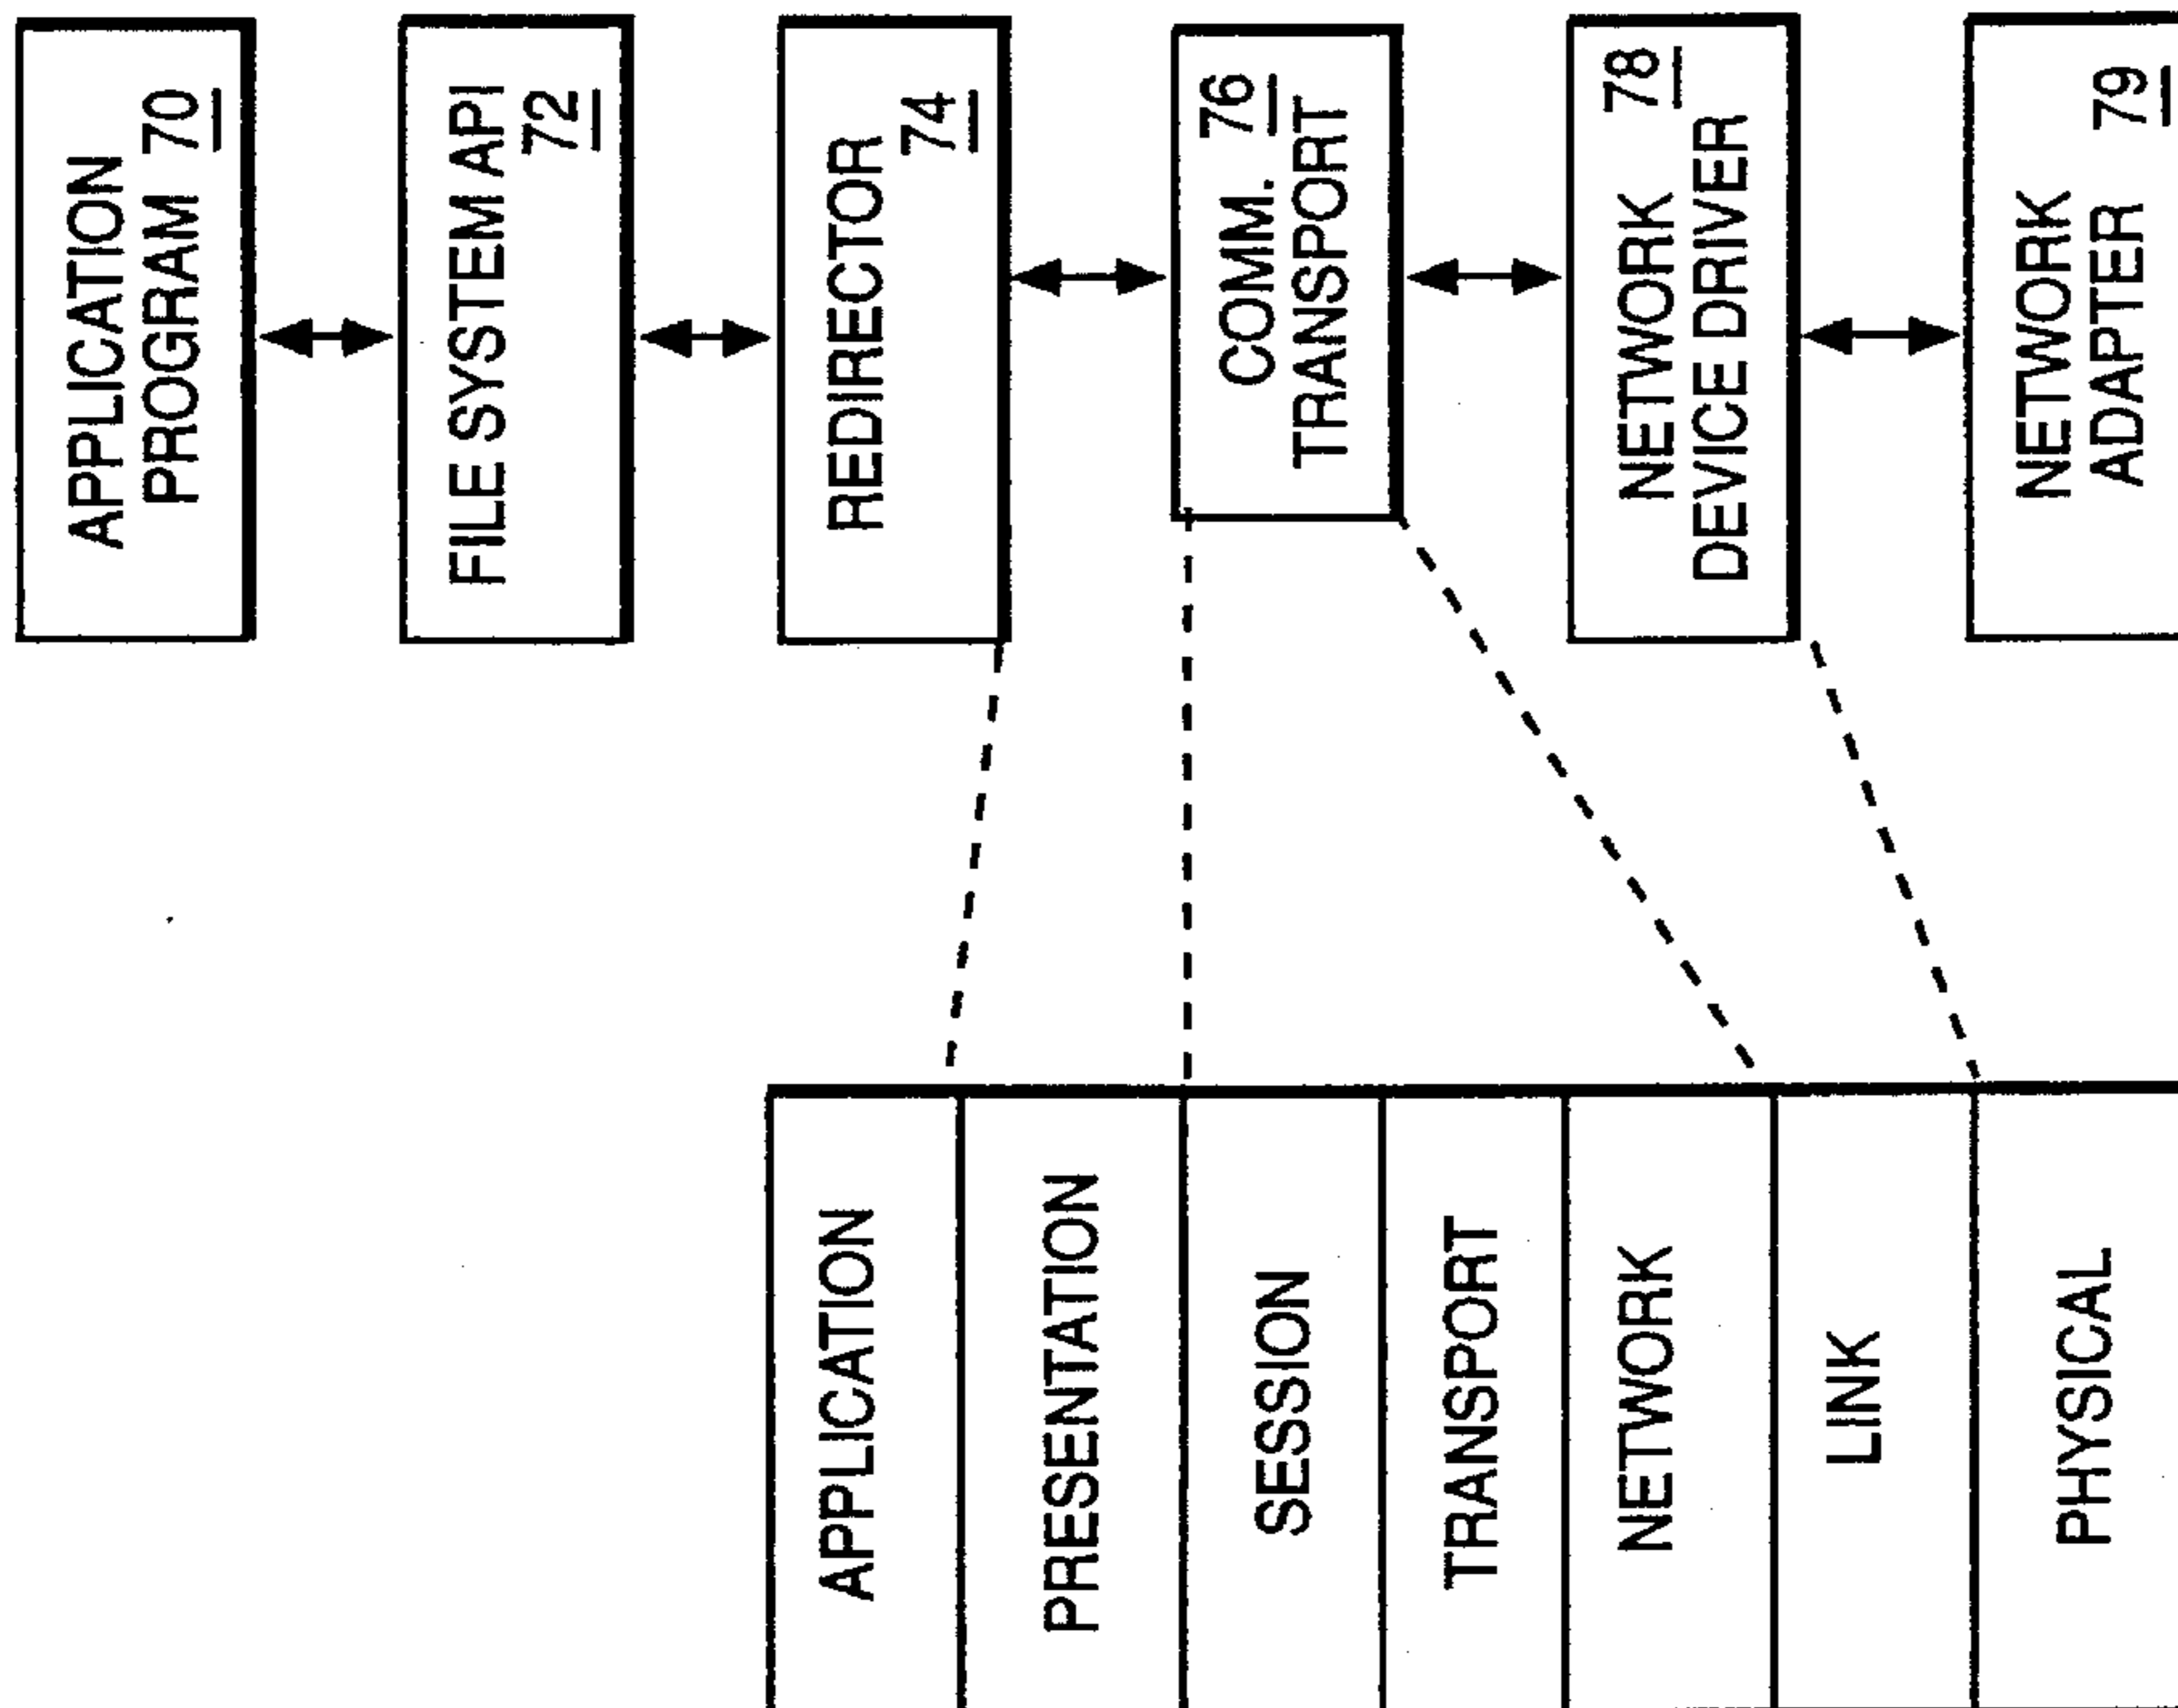 APPLICATION
PRESENTATION
SESSION
TRANSPORT
NETWORK
LINK
PHYSICAL
APPLICATION
PROGRAM 70
FILE SYSTEM API
72
REDIRECTOR
74
COMM. 76
TRANSPORT
NETWORK 78
DEVICE DRIVER
NETWORK
ADAPTER 79